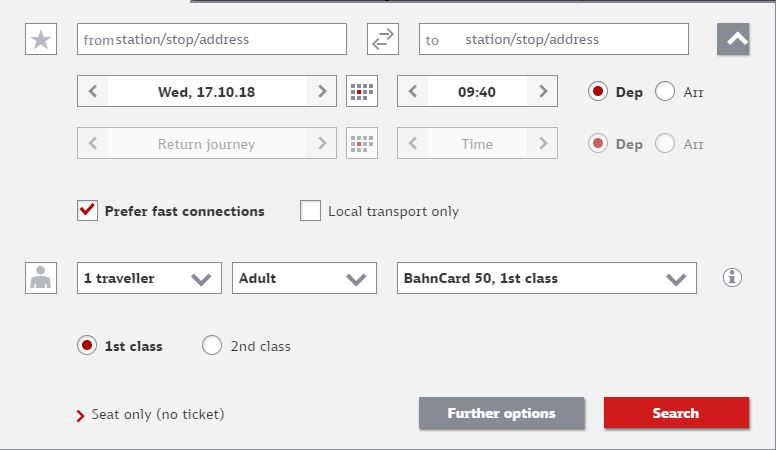 from station/stop/address to station/stop/address
Wed, 17.10.18 09:40 Dep Arr
Return journey Time Dep Arr
Prefer fast connections Local transport only
1 traveller Adult BahnCard 50, 1st class
1st class 2nd class
Seat only (no ticket) Further options Search